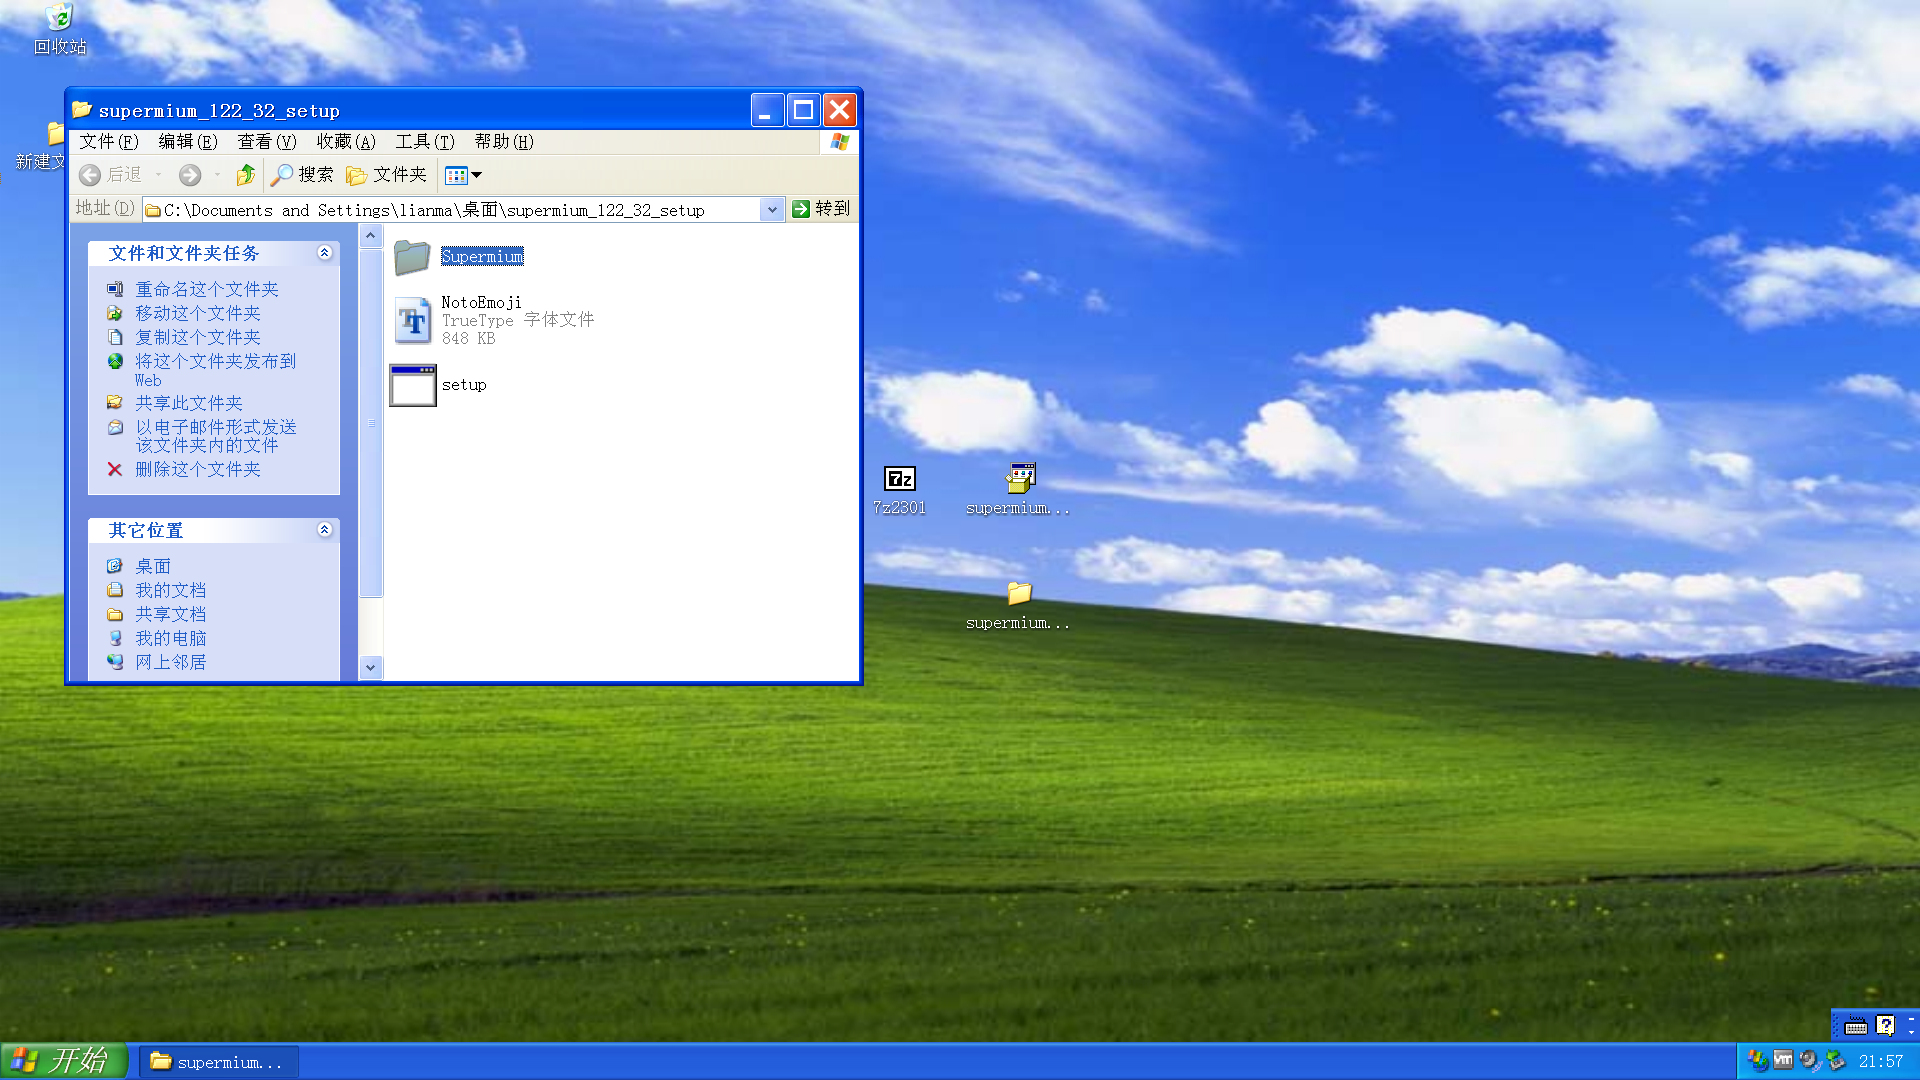 回收站
新建文
supermium_122_32_setup
文件(F) 编辑(E) 查看(V) 收藏(A) 工具(T) 帮助(H)
后退 搜索 文件夹
地址(D) C:\Documents and Settings\lianma\桌面\supermium_122_32_setup 转到
文件和文件夹任务
重命名这个文件夹
移动这个文件夹
复制这个文件夹
将这个文件夹发布到
Web
共享此文件夹
以电子邮件形式发送
该文件夹内的文件
删除这个文件夹
其它位置
桌面
我的文档
共享文档
我的电脑
网上邻居
Supermium
NotoEmoji
TrueType 字体文件
848 KB
setup
7z
7z2301
supermium...
supermium...
开始
supermium...
vm
21:57